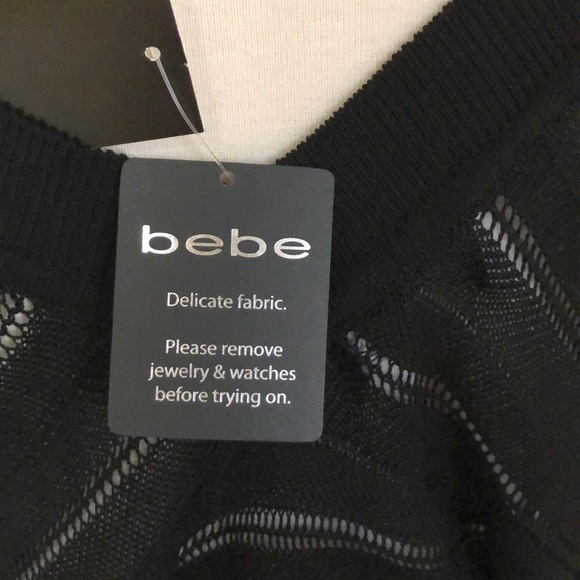 bebe
Delicate fabric.
Please remove
jewelry & watches
before trying on.